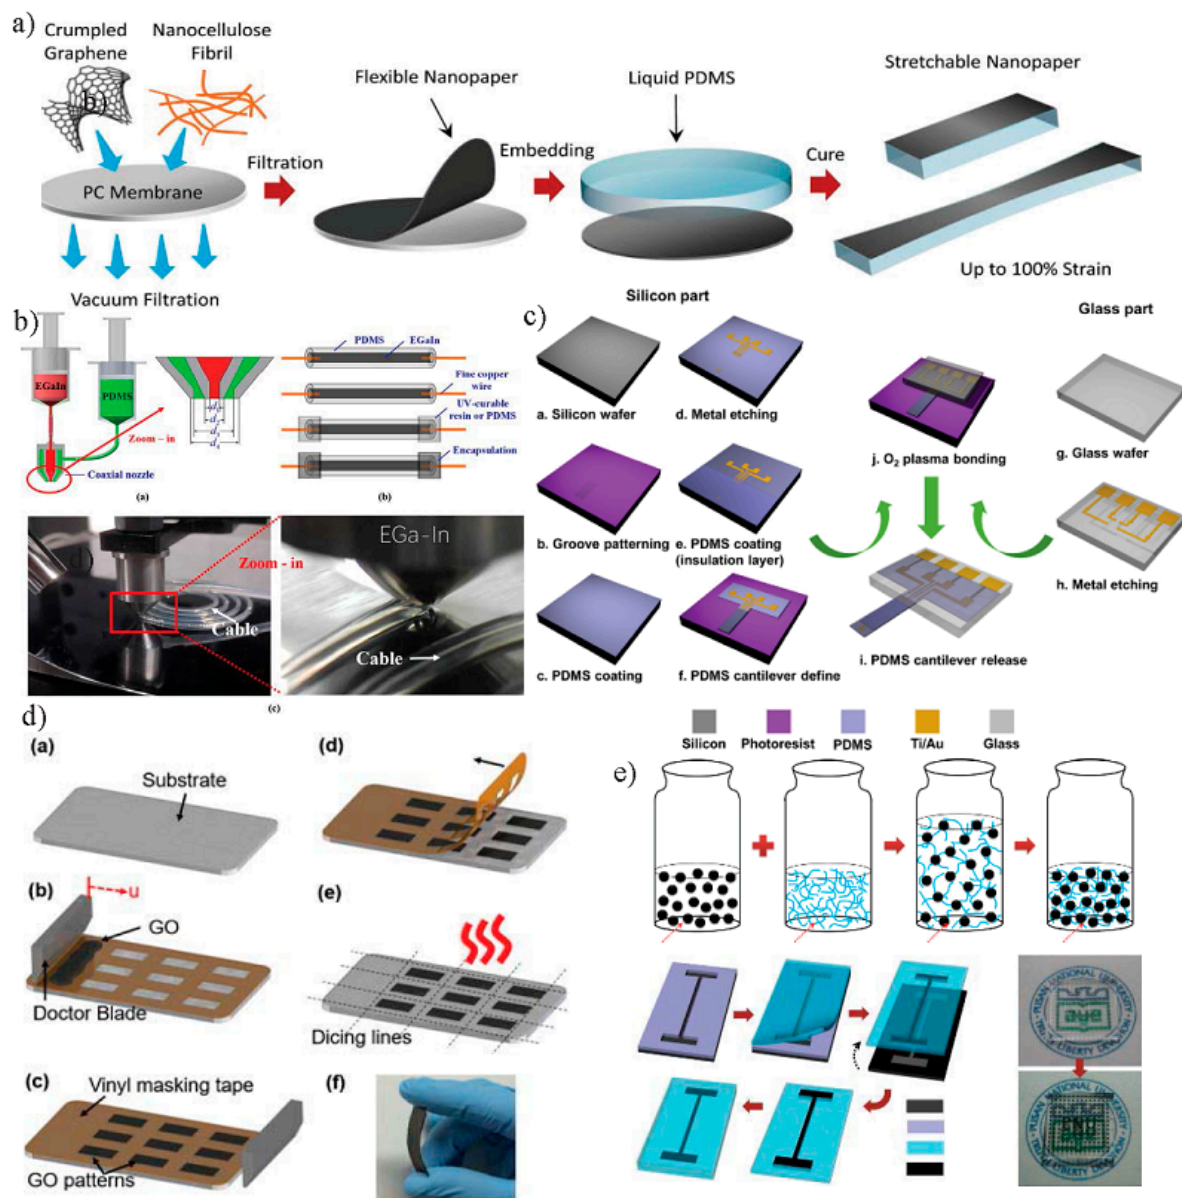 a)
Crumpled
Graphene
b)
Nanocellulose
Fibril
PC Membrane
Vacuum Filtration
Filtration
Flexible Nanopaper
Embedding
Liquid PDMS
Cure
Stretchable Nanopaper
Up to 100% Strain
b)
EGaIn
PDMS
Zoom – in
Coaxial nozzle
(a)
PDMS
EGaIn
Fine copper
wire
UV-curable
resin or PDMS
Encapsulation
(b)
d)
Zoom - in
Cable
EGa-In
Cable
(c)
c)
Silicon part
Glass part
a. Silicon wafer
d. Metal etching
b. Groove patterning
e. PDMS coating
(insulation layer)
c. PDMS coating
f. PDMS cantilever define
j. O₂ plasma bonding
g. Glass wafer
h. Metal etching
i. PDMS cantilever release
Silicon
Photoresist
PDMS
Ti/Au
Glass
d)
(a)
Substrate
(b)
u
GO
Doctor Blade
(c)
Vinyl masking tape
GO patterns
(d)
(e)
Dicing lines
(f)
e)
PUSAN NATIONAL UNIVERSITY